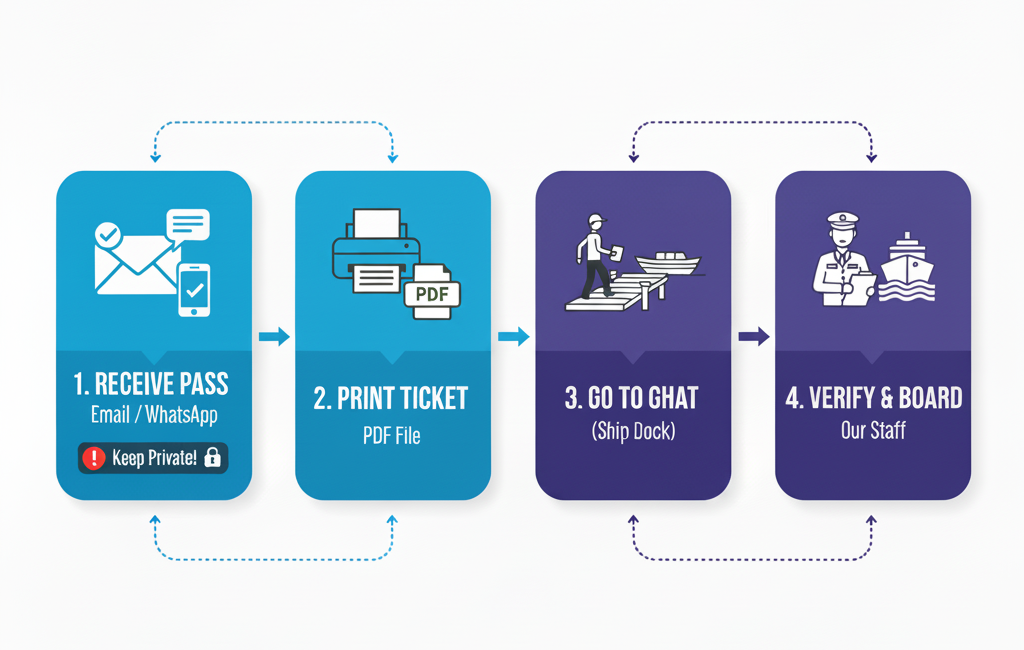 1. RECEIVE PASS
Email / WhatsApp
! Keep Private!
PDF
2. PRINT TICKET
PDF File
3. GO TO GHAT
(Ship Dock)
4. VERIFY & BOARD
Our Staff